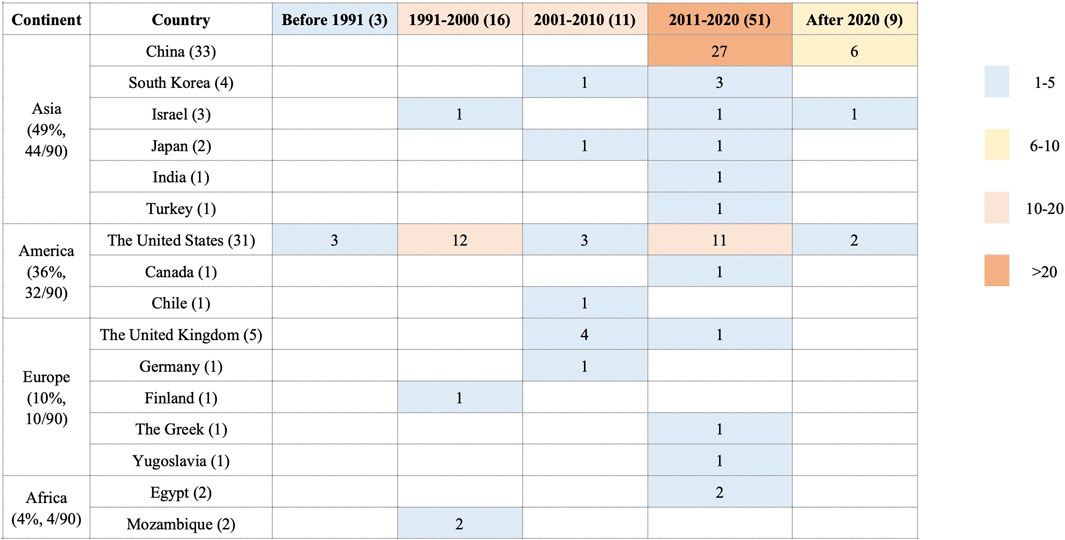 Continent Country Before 1991 (3) 1991-2000 (16) 2001-2010 (11) 2011-2020 (51) After 2020 (9)
Asia
(49%,
44/90)
China (33) 27 6
South Korea (4) 1 3
Israel (3) 1 1 1
Japan (2) 1 1
India (1) 1
Turkey (1) 1
America
(36%,
32/90)
The United States (31) 3 12 3 11 2
Canada (1) 1
Chile (1) 1
Europe
(10%,
10/90)
The United Kingdom (5) 4 1
Germany (1) 1
Finland (1) 1
The Greek (1) 1
Yugoslavia (1) 1
Africa
(4%, 4/90)
Egypt (2) 2
Mozambique (2) 2
1-5
6-10
10-20
>20